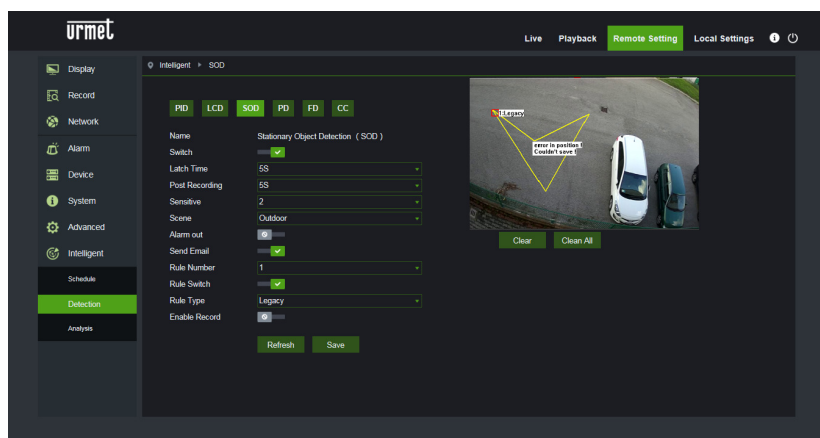 urmet
Live Playback Remote Setting Local Settings
Display
Record
Network
Alarm
Device
System
Advanced
Intelligent
Schedule
Detection
Analysis
Intelligent SOD
PID LCD SOD PD FD CC
Name Stationary Object Detection ( SOD )
Switch
Latch Time 5S
Post Recording 5S
Sensitive 2
Scene Outdoor
Alarm out
Send Email
Rule Number 1
Rule Switch
Rule Type Legacy
Enable Record
Refresh Save
1:Legacy
error in position !
Couldn't save !
Clear Clean All